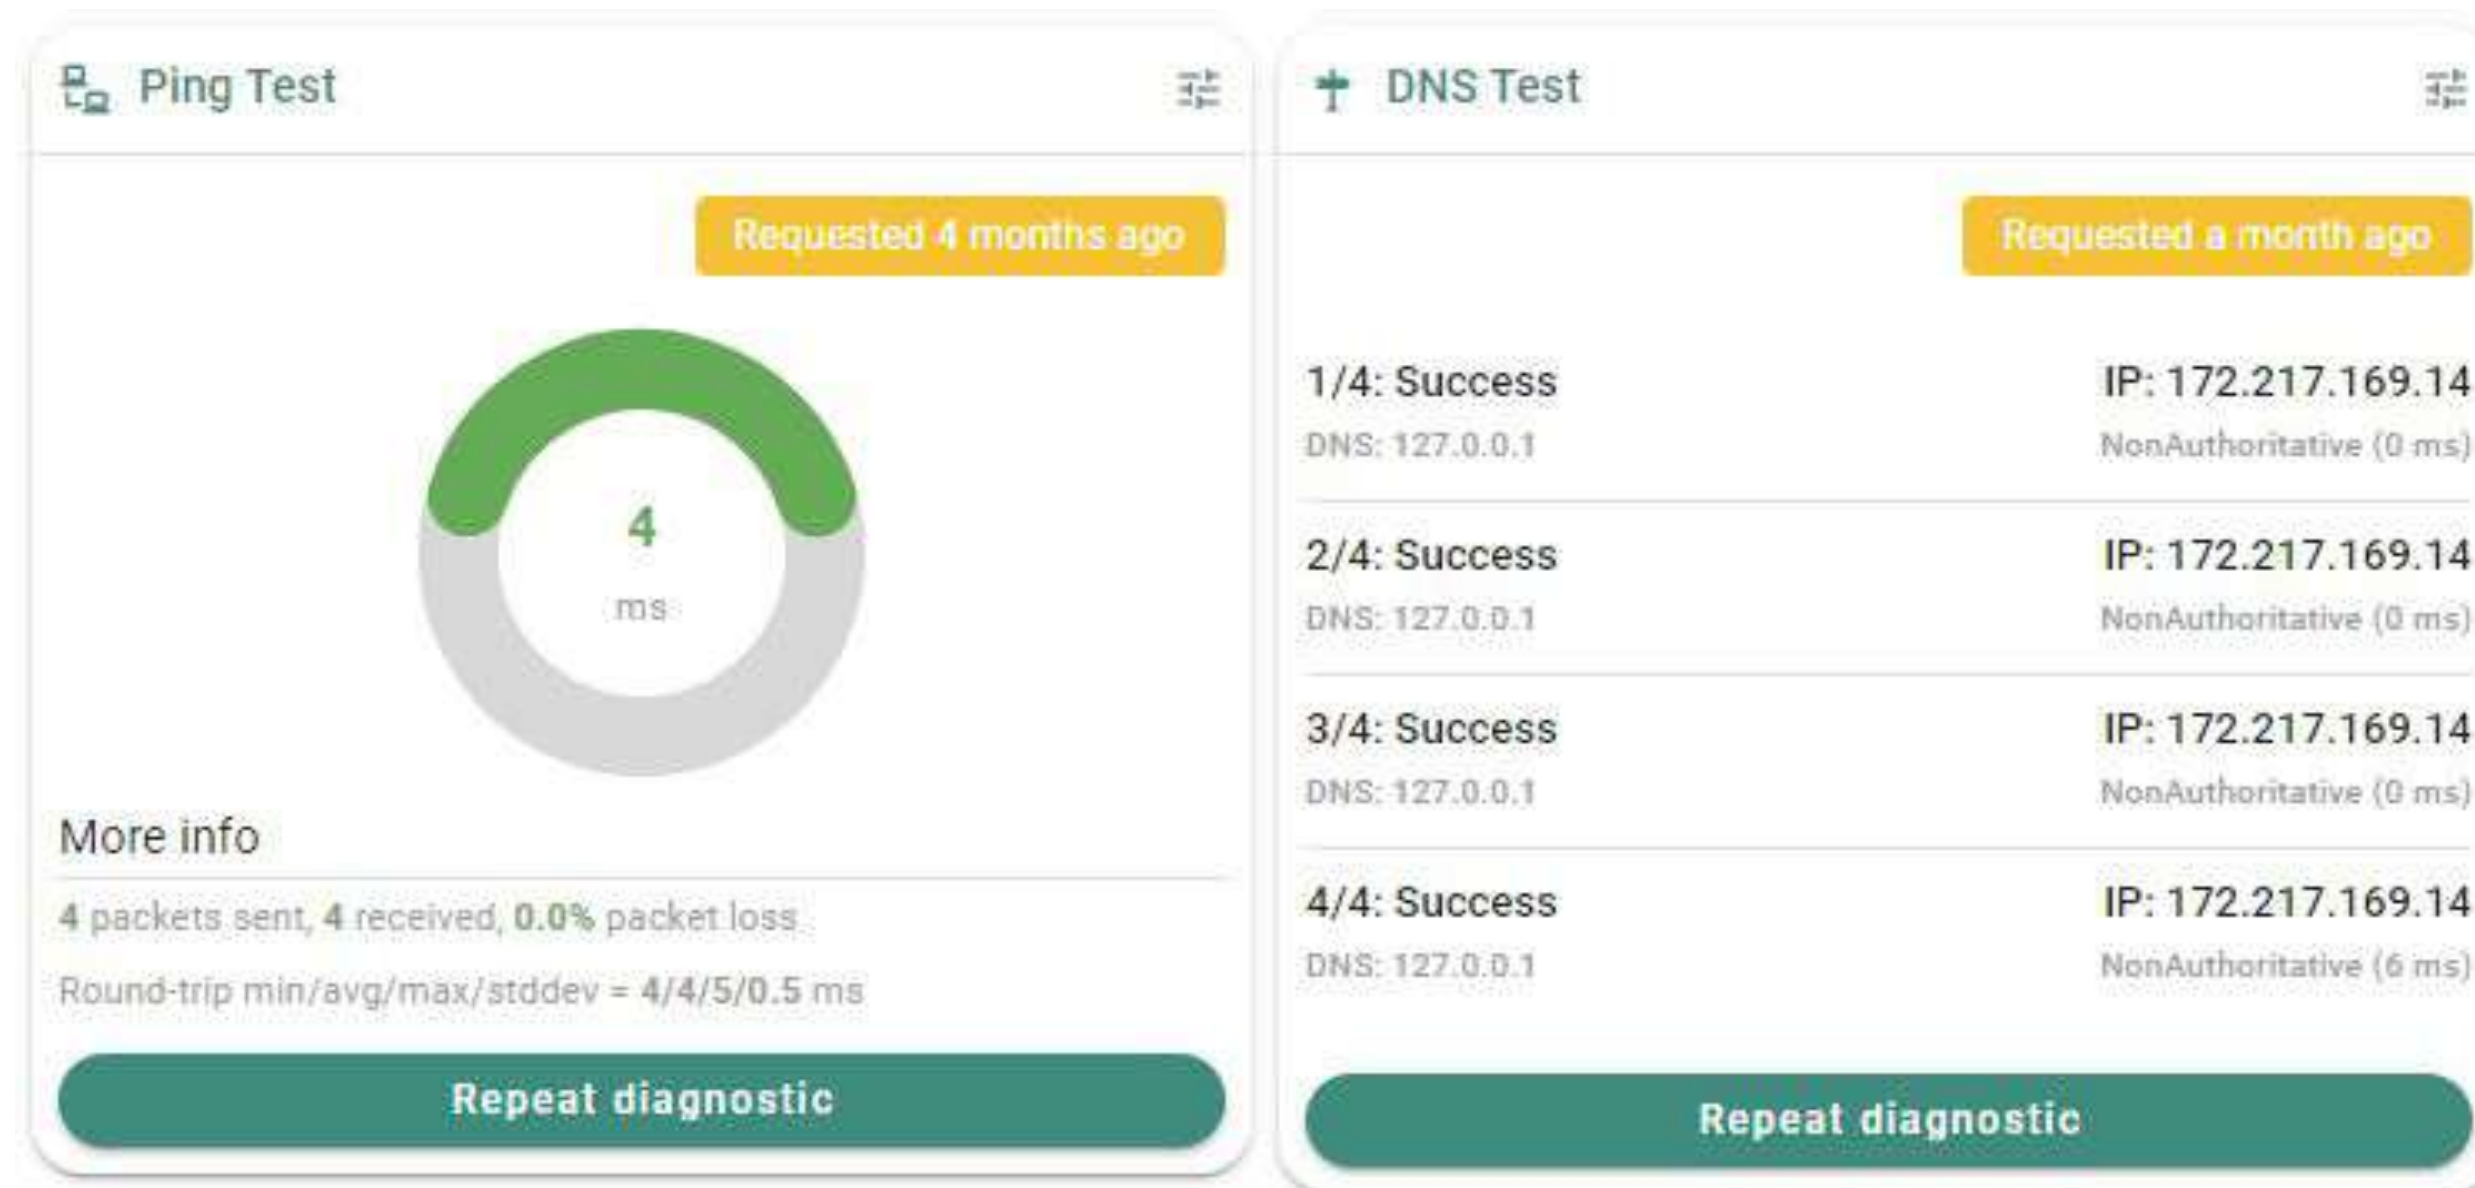 Ping Test
Requested 4 months ago
4
ms
More info
4 packets sent, 4 received, 0.0% packet loss
Round-trip min/avg/max/stddev = 4/4/5/0.5 ms
Repeat diagnostic
DNS Test
Requested a month ago
1/4: Success IP: 172.217.169.14
DNS: 127.0.0.1 NonAuthoritative (0 ms)
2/4: Success IP: 172.217.169.14
DNS: 127.0.0.1 NonAuthoritative (0 ms)
3/4: Success IP: 172.217.169.14
DNS: 127.0.0.1 NonAuthoritative (0 ms)
4/4: Success IP: 172.217.169.14
DNS: 127.0.0.1 NonAuthoritative (6 ms)
Repeat diagnostic